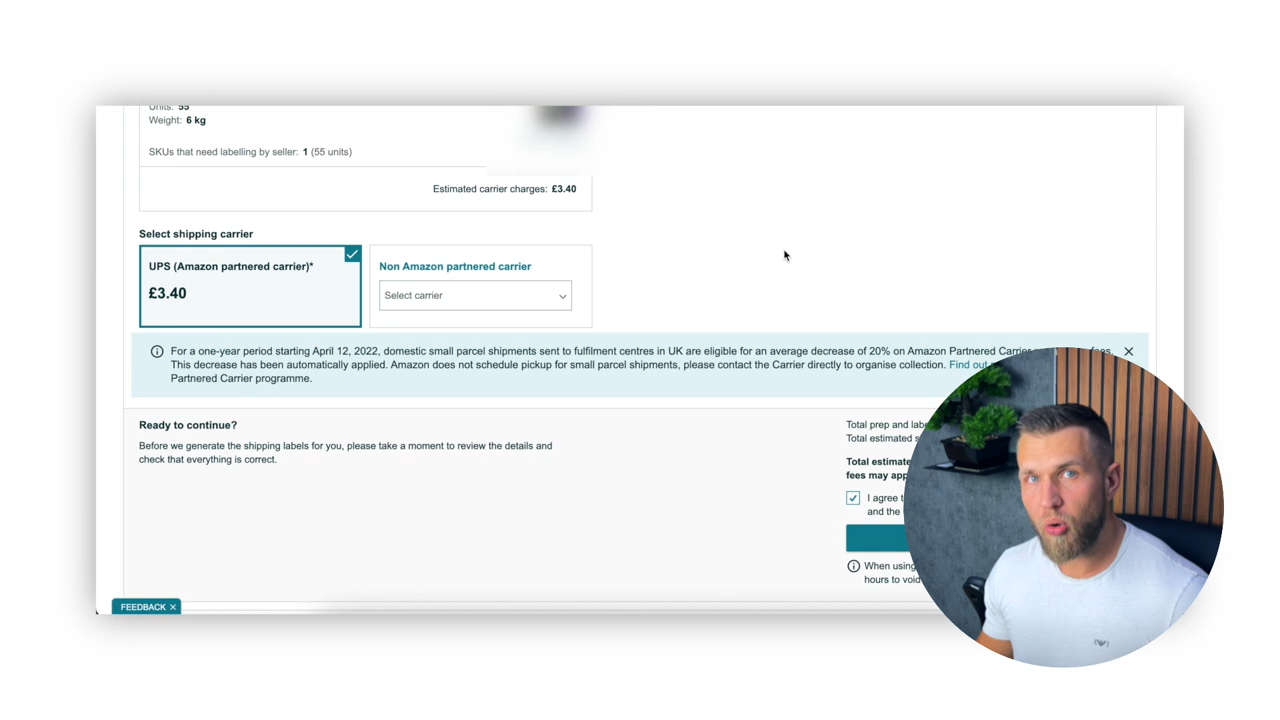 Units: 55
Weight: 6 kg
SKUs that need labelling by seller: 1 (55 units)
Estimated carrier charges: £3.40
Select shipping carrier
UPS (Amazon partnered carrier)*
£3.40
Non Amazon partnered carrier
Select carrier
For a one-year period starting April 12, 2022, domestic small parcel shipments sent to fulfilment centres in UK are eligible for an average decrease of 20% on Amazon Partnered Carrier fees.
This decrease has been automatically applied. Amazon does not schedule pickup for small parcel shipments, please contact the Carrier directly to organise collection. Find out
Partnered Carrier programme.
Ready to continue?
Before we generate the shipping labels for you, please take a moment to review the details and
check that everything is correct.
Total prep and
Total estimated
Total
fees may
I agree
and the
When using
hours to void
FEEDBACK